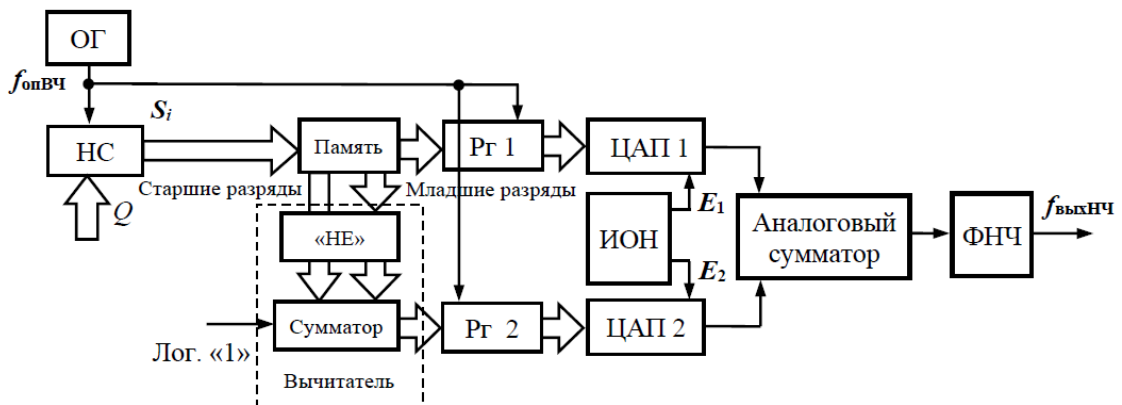 ОГ
fопВЧ
Si
НС
Память
Рг 1
ЦАП 1
Старшие разряды
Младшие разряды
Q
«НЕ»
ИОН
E1
E2
Аналоговый
сумматор
ФНЧ
fвыхНЧ
Сумматор
Рг 2
ЦАП 2
Лог. «1»
Вычитатель